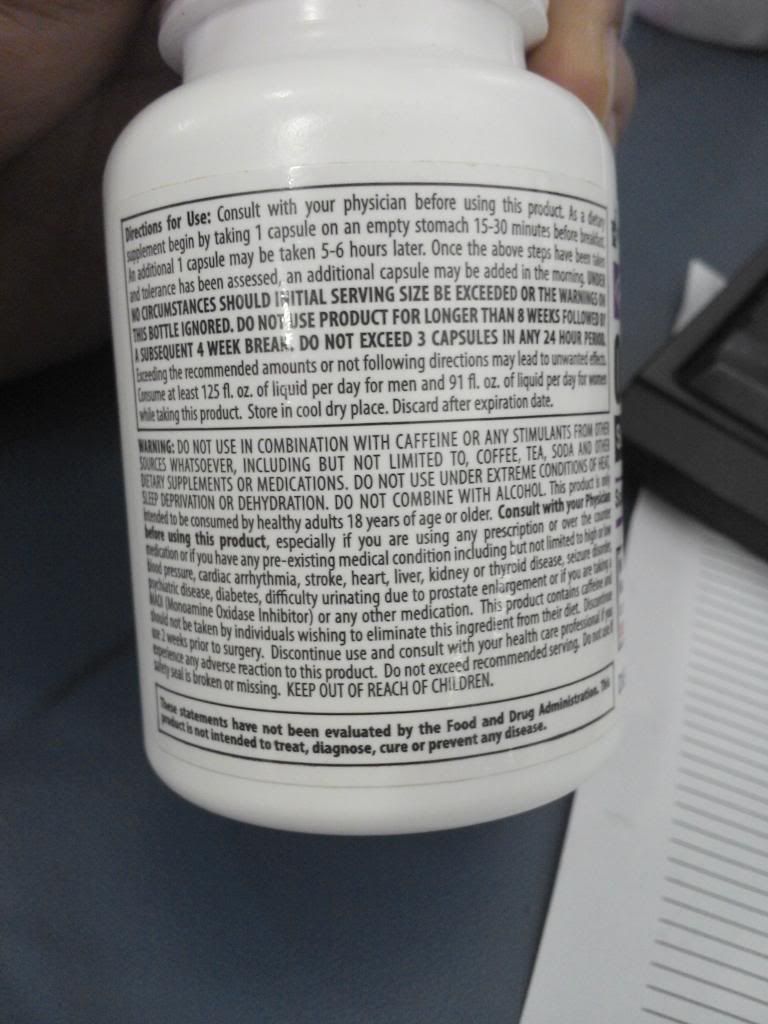 Directions for Use: Consult with your physician before using this product. As a dietary
supplement begin by taking 1 capsule on an empty stomach 15-30 minutes before breakfast.
An additional 1 capsule may be taken 5-6 hours later. Once the above steps have been taken
and tolerance has been assessed, an additional capsule may be added in the morning. UNDER
NO CIRCUMSTANCES SHOULD INITIAL SERVING SIZE BE EXCEEDED OR THE WARNINGS ON
THIS BOTTLE IGNORED. DO NOT USE PRODUCT FOR LONGER THAN 8 WEEKS FOLLOWED BY
A SUBSEQUENT 4 WEEK BREAK. DO NOT EXCEED 3 CAPSULES IN ANY 24 HOUR PERIOD.
Exceeding the recommended amounts or not following directions may lead to unwanted effects.
Consume at least 125 fl. oz. of liquid per day for men and 91 fl. oz. of liquid per day for women
while taking this product. Store in cool dry place. Discard after expiration date.
WARNING: DO NOT USE IN COMBINATION WITH CAFFEINE OR ANY STIMULANTS FROM OTHER
SOURCES WHATSOEVER, INCLUDING BUT NOT LIMITED TO, COFFEE, TEA, SODA AND OTHER
DIETARY SUPPLEMENTS OR MEDICATIONS. DO NOT USE UNDER EXTREME CONDITIONS OF HEAT,
SLEEP DEPRIVATION OR DEHYDRATION. DO NOT COMBINE WITH ALCOHOL. This product is only
intended to be consumed by healthy adults 18 years of age or older. Consult with your Physician
before using this product, especially if you are using any prescription or over the counter
medication or if you have any pre-existing medical condition including but not limited to high or low
blood pressure, cardiac arrhythmia, stroke, heart, liver, kidney or thyroid disease, seizure disorder,
psychiatric disease, diabetes, difficulty urinating due to prostate enlargement or if you are taking a
MAOI (Monoamine Oxidase Inhibitor) or any other medication. This product contains caffeine and
should not be taken by individuals wishing to eliminate this ingredient from their diet. Discontinue
use 2 weeks prior to surgery. Discontinue use and consult with your health care professional if you
experience any adverse reaction to this product. Do not exceed recommended serving. Do not use if
safety seal is broken or missing. KEEP OUT OF REACH OF CHILDREN.
These statements have not been evaluated by the Food and Drug Administration. This
product is not intended to treat, diagnose, cure or prevent any disease.